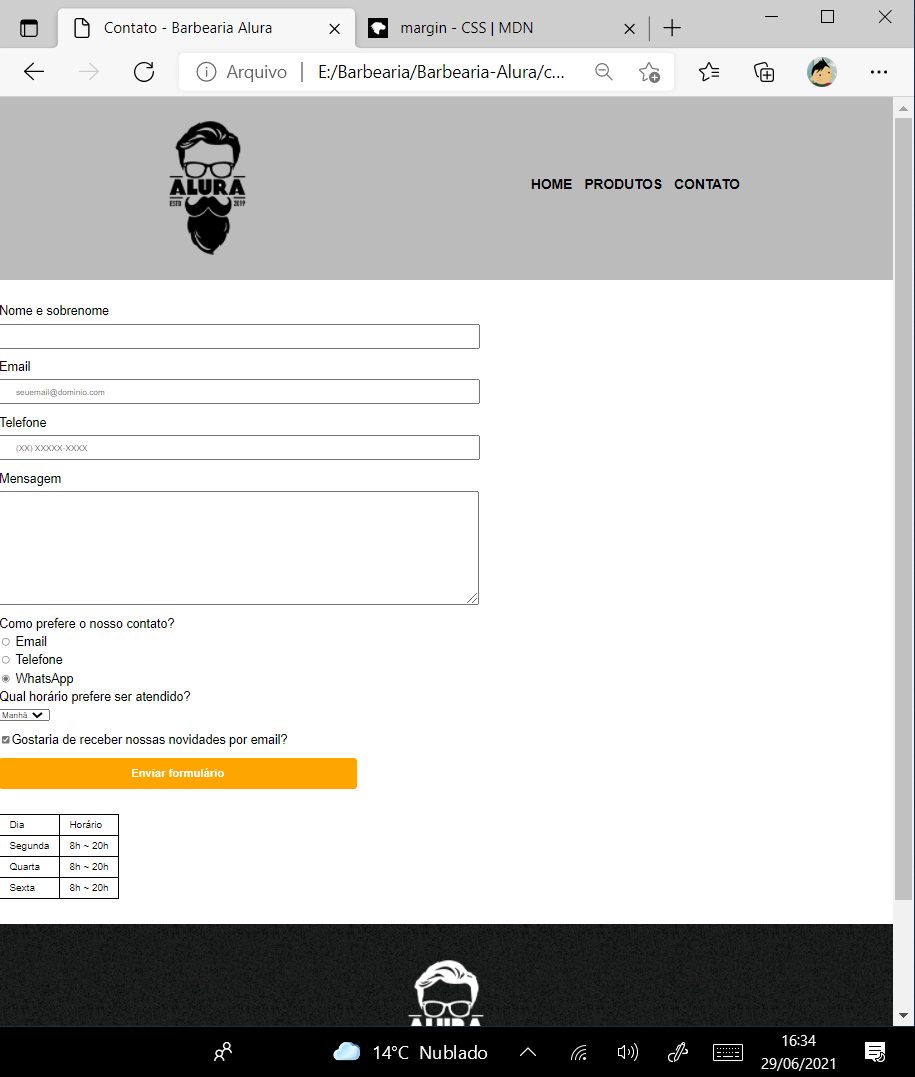 Contato - Barbearia Alura
margin - CSS | MDN
Arquivo | E:/Barbearia/Barbearia-Alura/c...
ALURA
ESTD 2019
HOME PRODUTOS CONTATO
Nome e sobrenome
Email
seuemail@dominio.com
Telefone
(XX) XXXXX-XXXX
Mensagem
Como prefere o nosso contato?
Email
Telefone
WhatsApp
Qual horário prefere ser atendido?
Manhã
Gostaria de receber nossas novidades por email?
Enviar formulário
Dia Horário
Segunda 8h ~ 20h
Quarta 8h ~ 20h
Sexta 8h ~ 20h
ALURA
14°C Nublado
16:34
29/06/2021